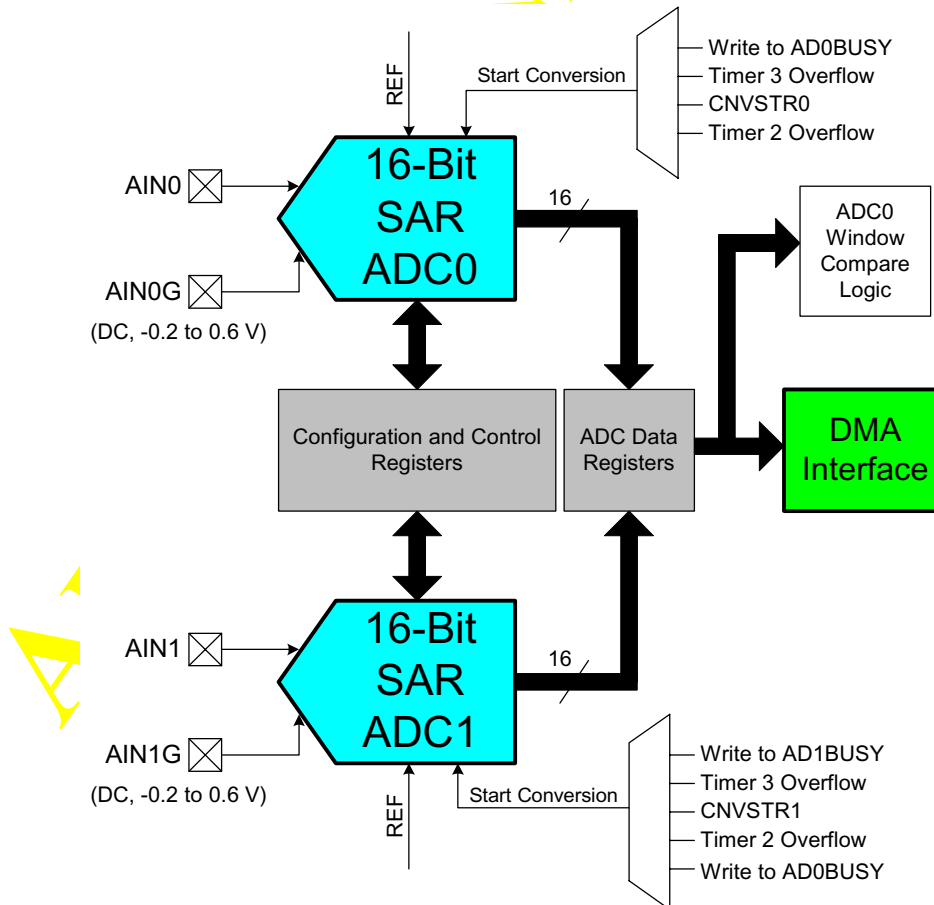 Write to AD0BUSY
Timer 3 Overflow
CNVSTR0
Timer 2 Overflow
Start Conversion
REF
16-Bit
SAR
ADC0
AIN0
AIN0G
(DC, -0.2 to 0.6 V)
16
ADC0
Window
Compare
Logic
Configuration and Control
Registers
ADC Data
Registers
DMA
Interface
16-Bit
SAR
ADC1
AIN1
AIN1G
(DC, -0.2 to 0.6 V)
16
REF
Start Conversion
Write to AD1BUSY
Timer 3 Overflow
CNVSTR1
Timer 2 Overflow
Write to AD0BUSY